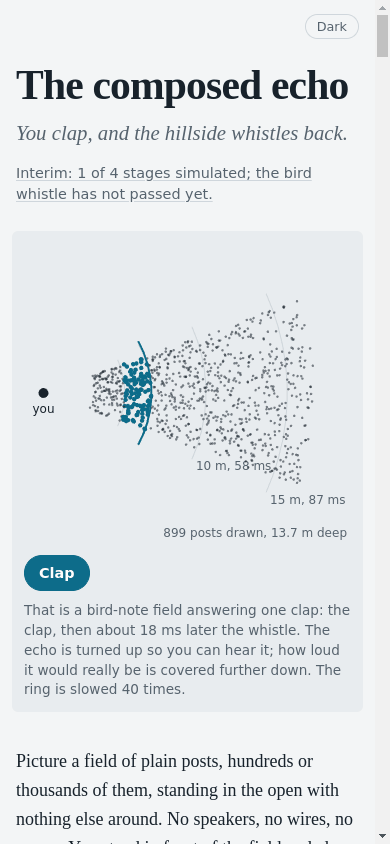 Dark
The composed echo
You clap, and the hillside whistles back.
Interim: 1 of 4 stages simulated; the bird
whistle has not passed yet.
you
10 m, 58 ms
15 m, 87 ms
899 posts drawn, 13.7 m deep
Clap
That is a bird-note field answering one clap: the
clap, then about 18 ms later the whistle. The
echo is turned up so you can hear it; how loud
it would really be is covered further down. The
ring is slowed 40 times.
Picture a field of plain posts, hundreds or
thousands of them, standing in the open with
nothing else around. No speakers, no wires, no